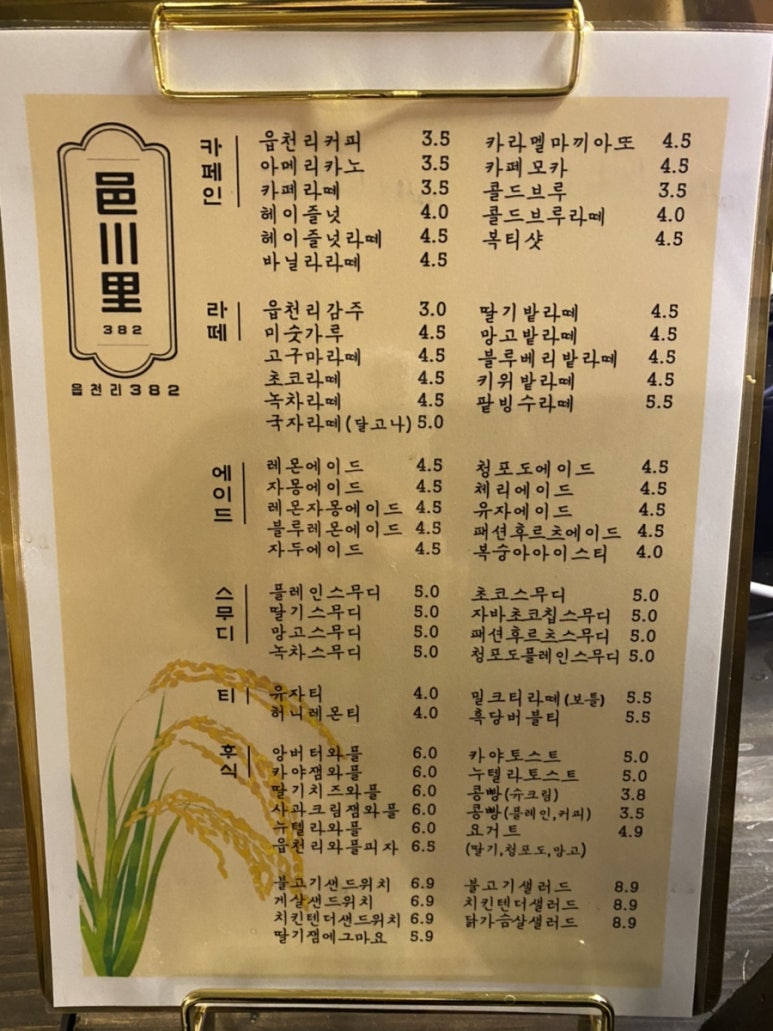 邑川里
382
읍천리382
카페인
읍천리커피 3.5
아메리카노 3.5
카페라떼 3.5
헤이즐넛 4.0
헤이즐넛라떼 4.5
바닐라라떼 4.5
카라멜마끼아또 4.5
카페모카 4.5
콜드브루 3.5
콜드브루라떼 4.0
복티샷 4.5
라떼
읍천리감주 3.0
미숫가루 4.5
고구마라떼 4.5
초코라떼 4.5
녹차라떼 4.5
국자라떼(달고나) 5.0
딸기밭라떼 4.5
망고밭라떼 4.5
블루베리밭라떼 4.5
키위밭라떼 4.5
팥빙수라떼 5.5
에이드
레몬에이드 4.5
자몽에이드 4.5
레몬자몽에이드 4.5
블루레몬에이드 4.5
자두에이드 4.5
청포도에이드 4.5
체리에이드 4.5
유자에이드 4.5
패션후르츠에이드 4.5
복숭아아이스티 4.0
스무디
플레인스무디 5.0
딸기스무디 5.0
망고스무디 5.0
녹차스무디 5.0
초코스무디 5.0
자바초코칩스무디 5.0
패션후르츠스무디 5.0
청포도플레인스무디 5.0
티
유자티 4.0
허니레몬티 4.0
밀크티라떼(보틀) 5.5
흑당버블티 5.5
후식
앙버터와플 6.0
카야잼와플 6.0
딸기치즈와플 6.0
사과크림잼와플 6.0
누텔라와플 6.0
읍천리와플피자 6.5
카야토스트 5.0
누텔라토스트 5.0
콩빵(슈크림) 3.8
콩빵(플레인,커피) 3.5
요거트 4.9
(딸기,청포도,망고)
불고기샌드위치 6.9
게살샌드위치 6.9
치킨텐더샌드위치 6.9
딸기잼에그마요 5.9
불고기샐러드 8.9
치킨텐더샐러드 8.9
닭가슴살샐러드 8.9